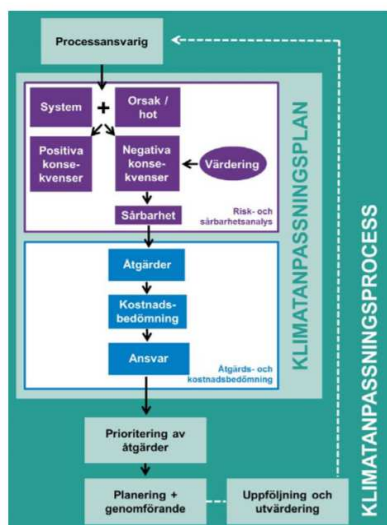 Processansvarig
System
+
Orsak /
hot
Positiva
konse-
kvenser
Negativa
konse-
kvenser
Värdering
Sårbarhet
Risk- och
sårbarhetsanalys
Åtgärder
Kostnads-
bedömning
Ansvar
Åtgärds- och
kostnadsbedömning
KLIMATANPASSNINGSPLAN
KLIMATANPASSNINGSPROCESS
Prioritering av
åtgärder
Planering +
genomförande
Uppföljning och
utvärdering